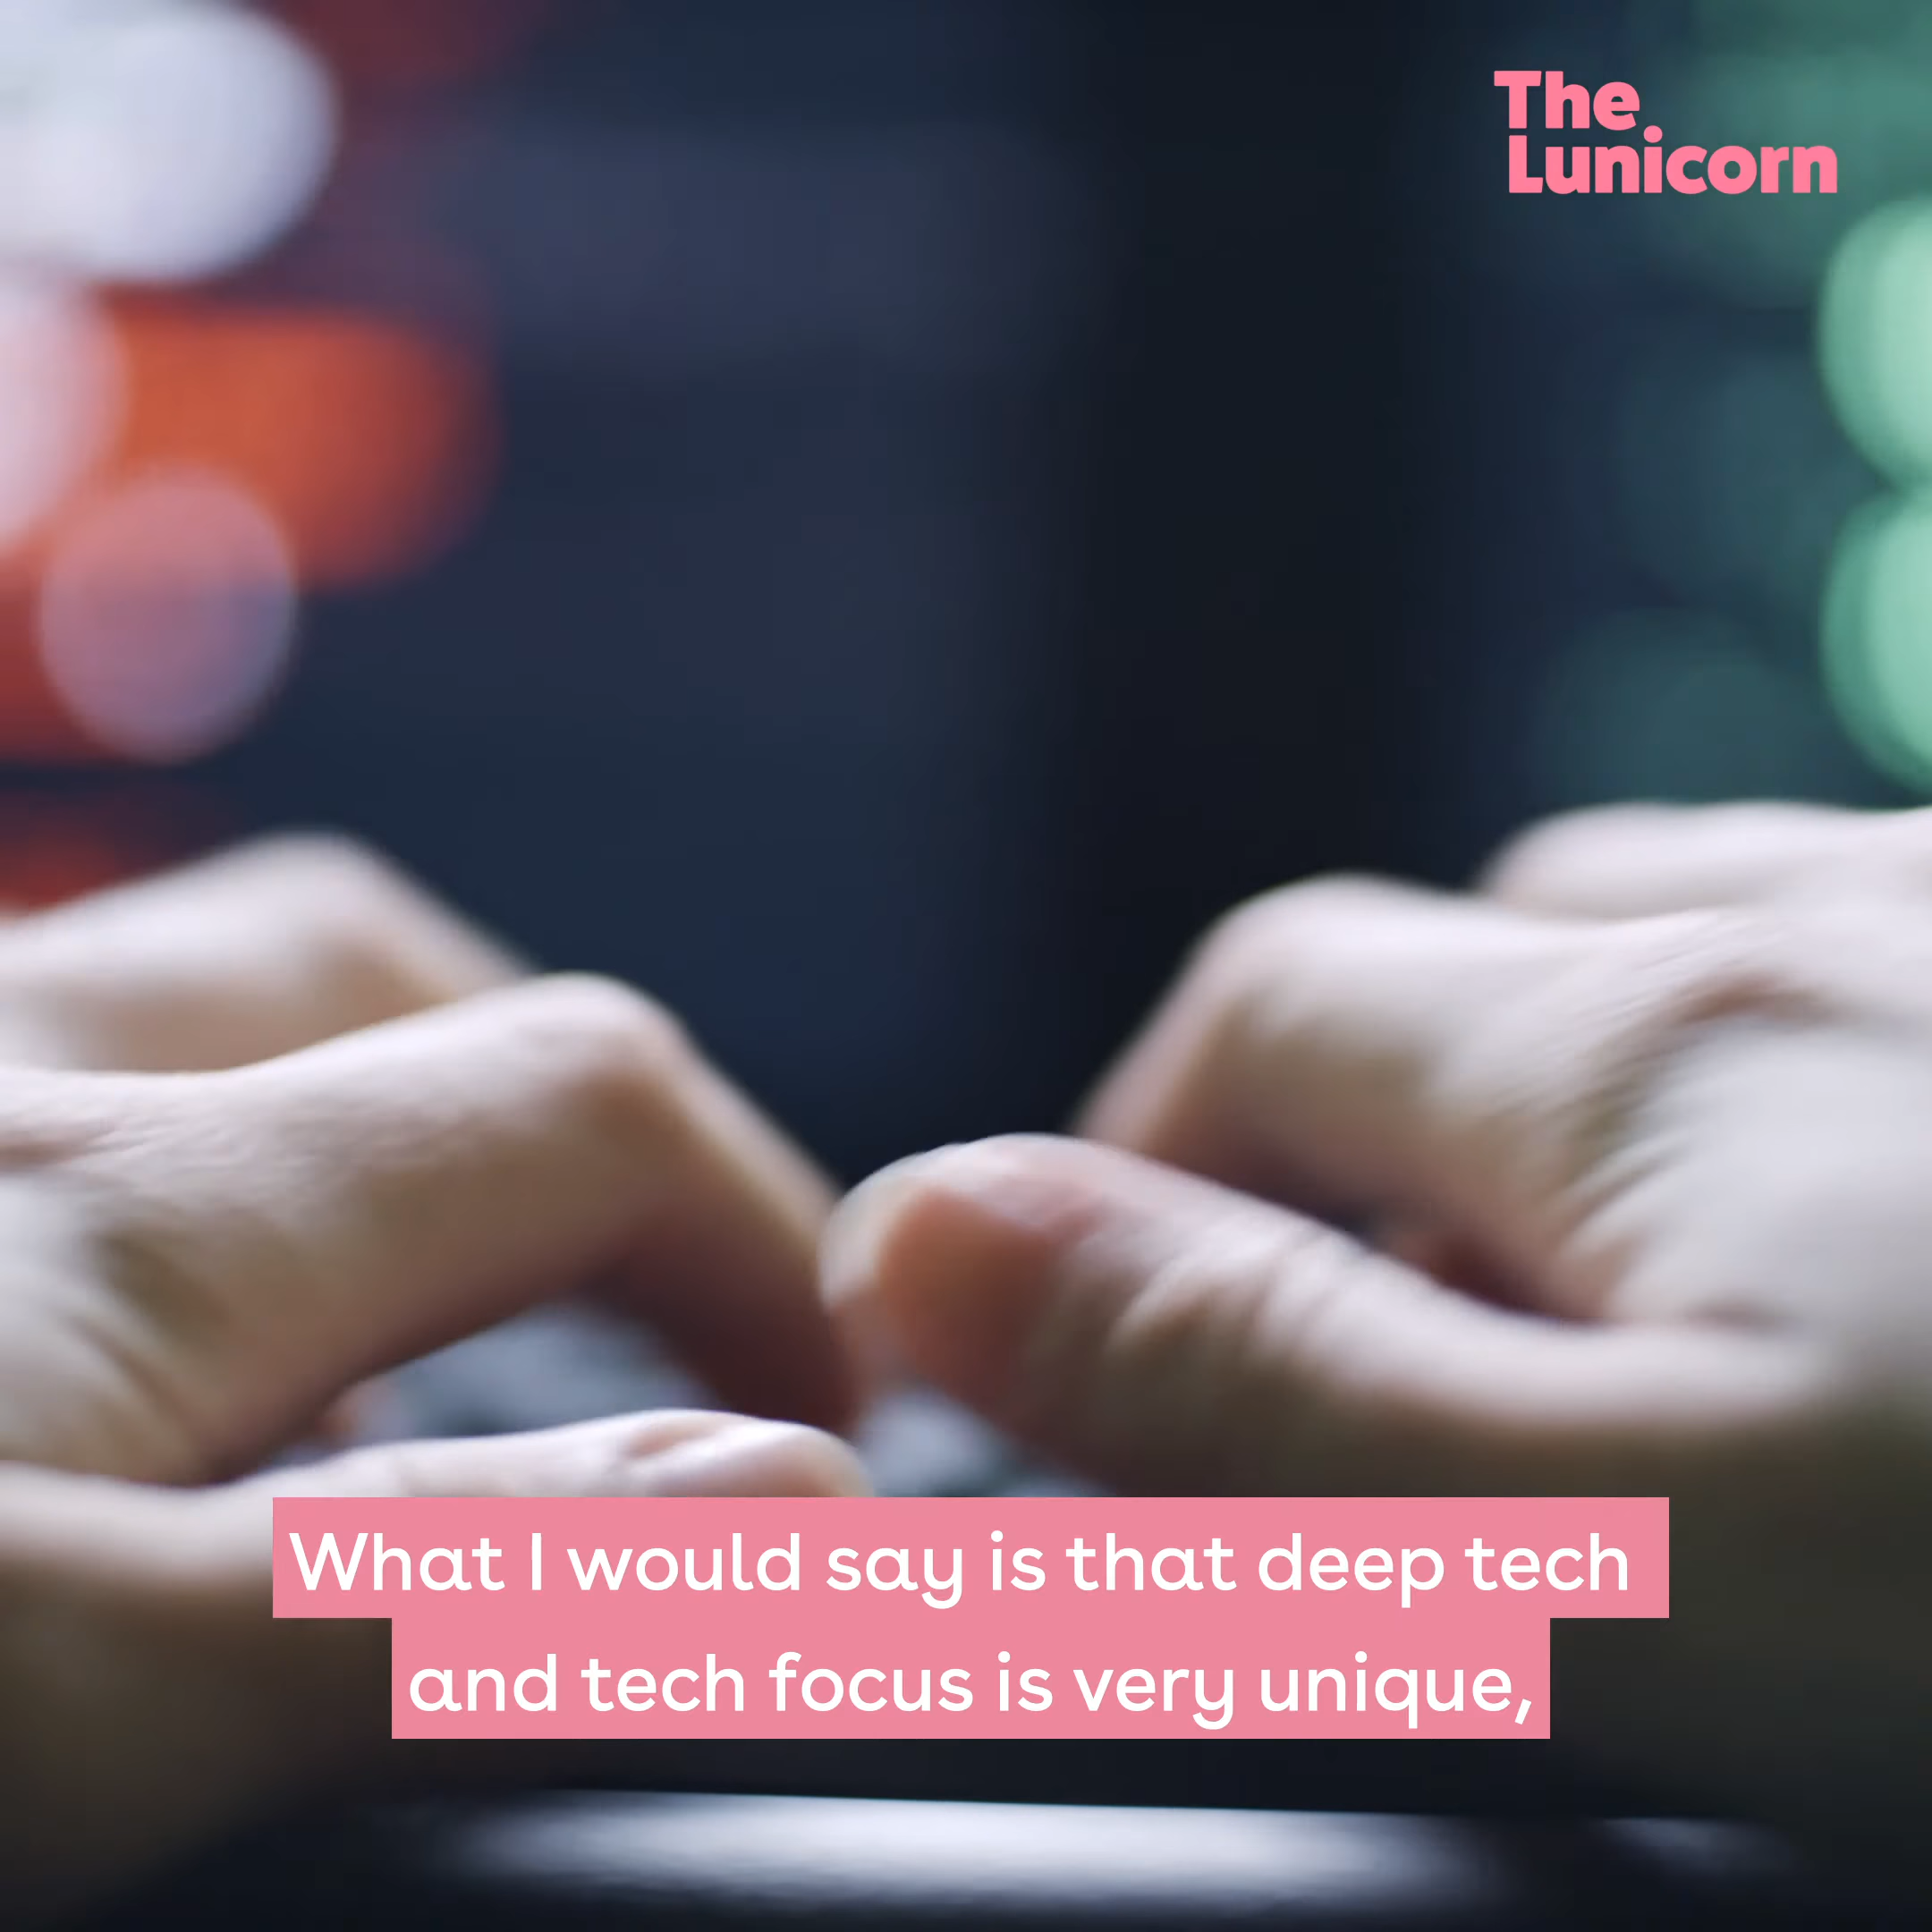 The
Lunicorn
What I would say is that deep tech
and tech focus is very unique,